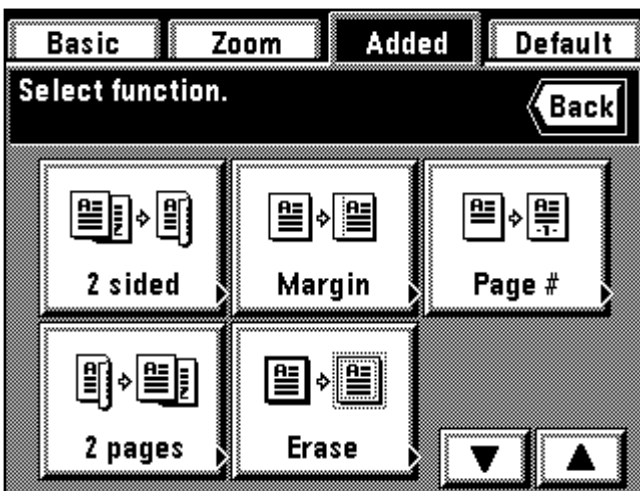 Basic Zoom Added Default
Select function.
Back
2 sided Margin Page #
2 pages Erase